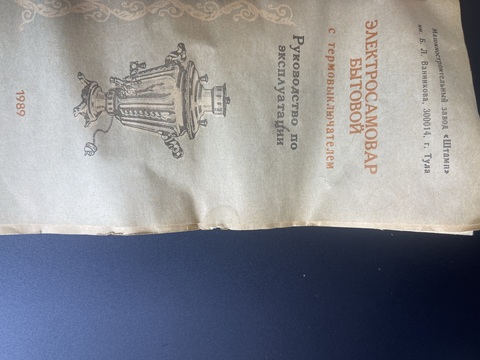 Машиностроительный завод «Штамп»
им. Б. Л. Ванникова, 300014, г. Тула
ЭЛЕКТРОСАМОВАР
БЫТОВОЙ
с термовыключателем
Руководство по
эксплуатации
1989